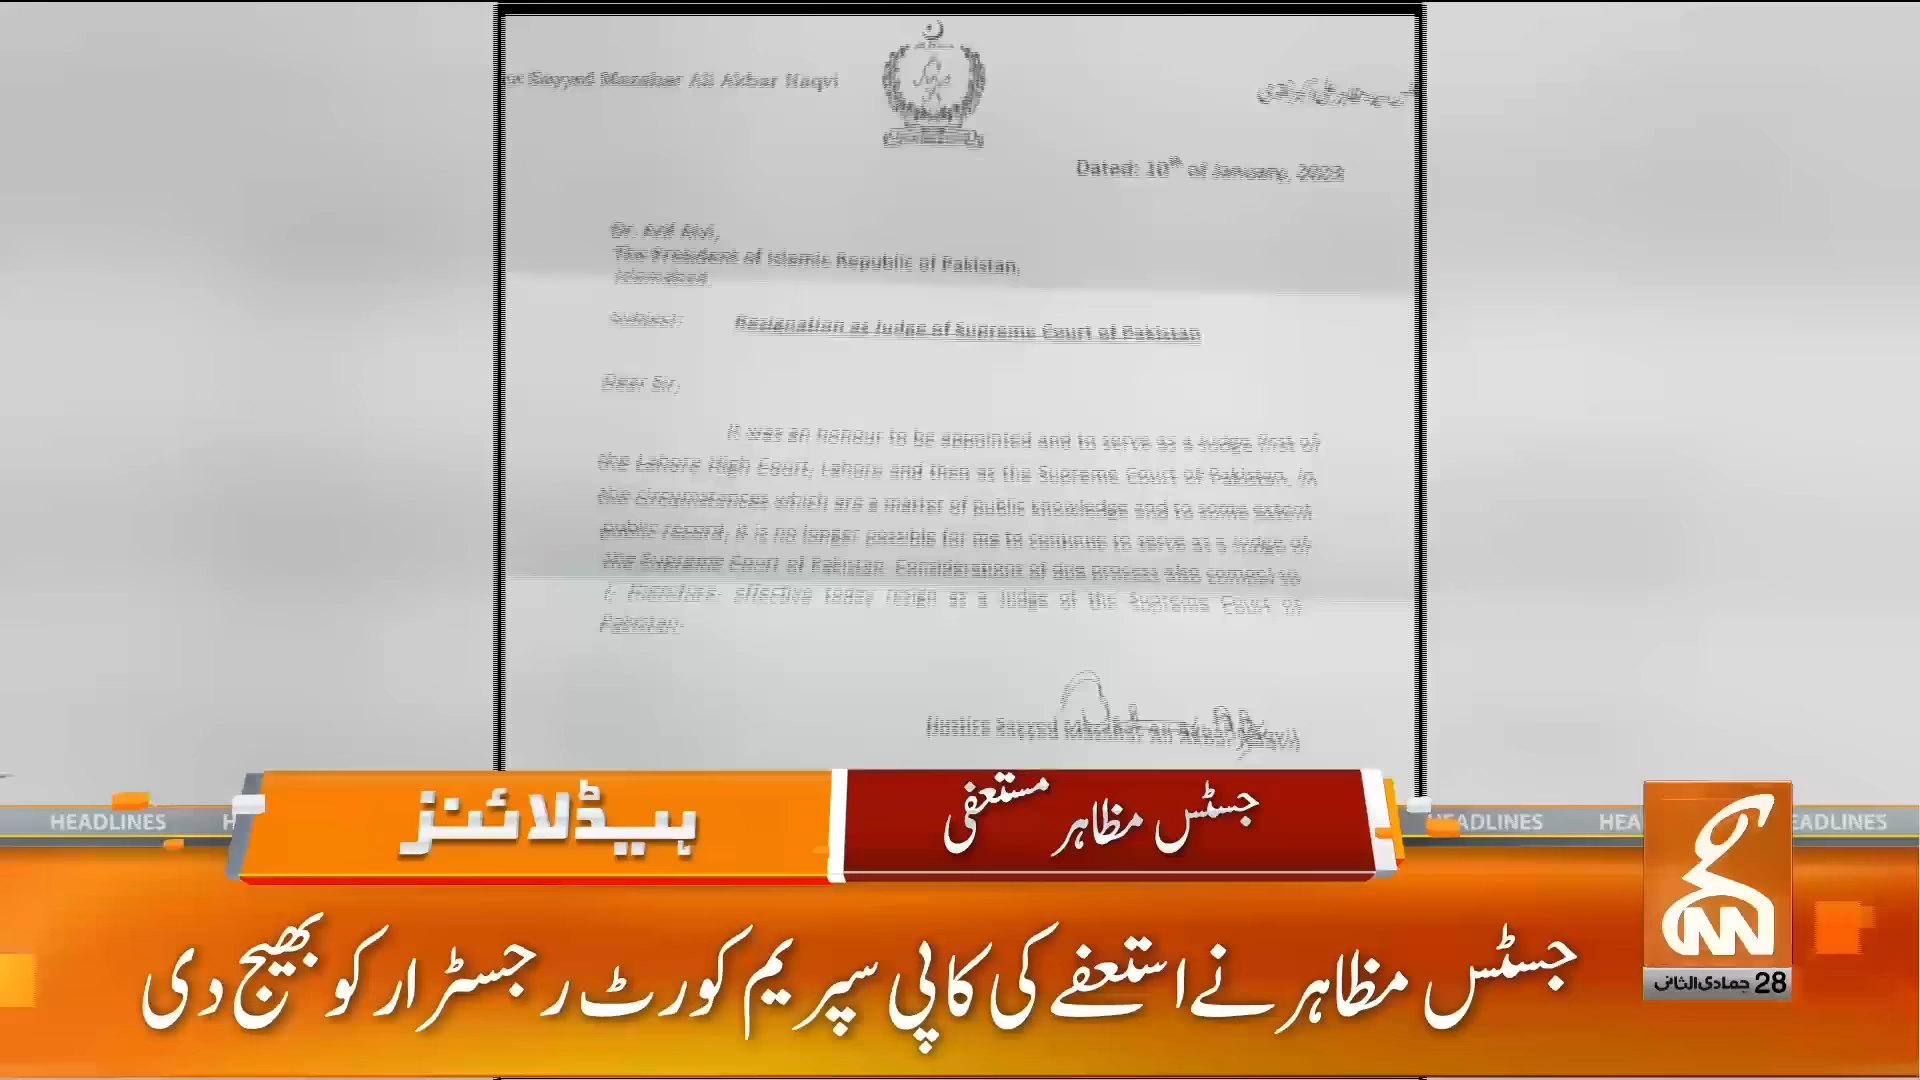 Sayyed Mazahar Ali Akbar Naqvi
Dated: 10th of January, 2023
Dr. Arif Alvi,
The President of Islamic Republic of Pakistan,
Islamabad.
Subject: Resignation as Judge of Supreme Court of Pakistan
Dear Sir,
It was an honour to be appointed and to serve as a Judge first of
the Lahore High Court, Lahore and then as the Supreme Court of Pakistan. In
the circumstances which are a matter of public knowledge and to some extent
public record, it is no longer possible for me to continue to serve as a Judge of
the Supreme Court of Pakistan. Considerations of due process also compel so
I, therefore, effective today resign as a Judge of the Supreme Court of
Pakistan.
(Justice Sayyed Mazahar Ali Akbar Naqvi)
HEADLINES
جسٹس مظاہر مستعفی
ہیڈلائنز
HEADLINES
HEADLINES
جسٹس مظاہر نے استعفے کی کاپی سپریم کورٹ رجسٹرار کو بھیج دی
GNN
28 جمادی الثانی